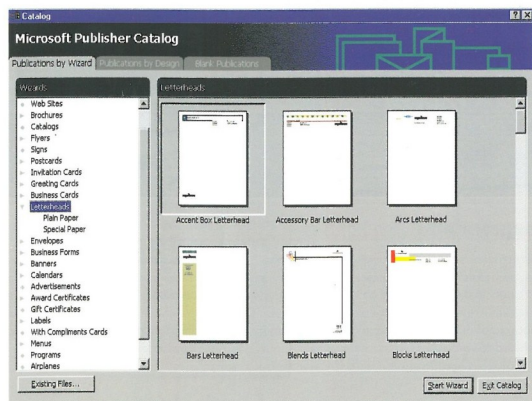 Catalog
Microsoft Publisher Catalog
Publications by Wizard
Publications by Design
Blank Publications
Wizards
Web Sites
Brochures
Catalogs
Flyers
Signs
Postcards
Invitation Cards
Greeting Cards
Business Cards
Letterheads
Plain Paper
Special Paper
Envelopes
Business Forms
Banners
Calendars
Advertisements
Award Certificates
Gift Certificates
Labels
With Compliments Cards
Menus
Programs
Airplanes
Letterheads
Accent Box Letterhead
Accessory Bar Letterhead
Arcs Letterhead
Bars Letterhead
Blends Letterhead
Blocks Letterhead
Existing Files...
Start Wizard
Exit Catalog